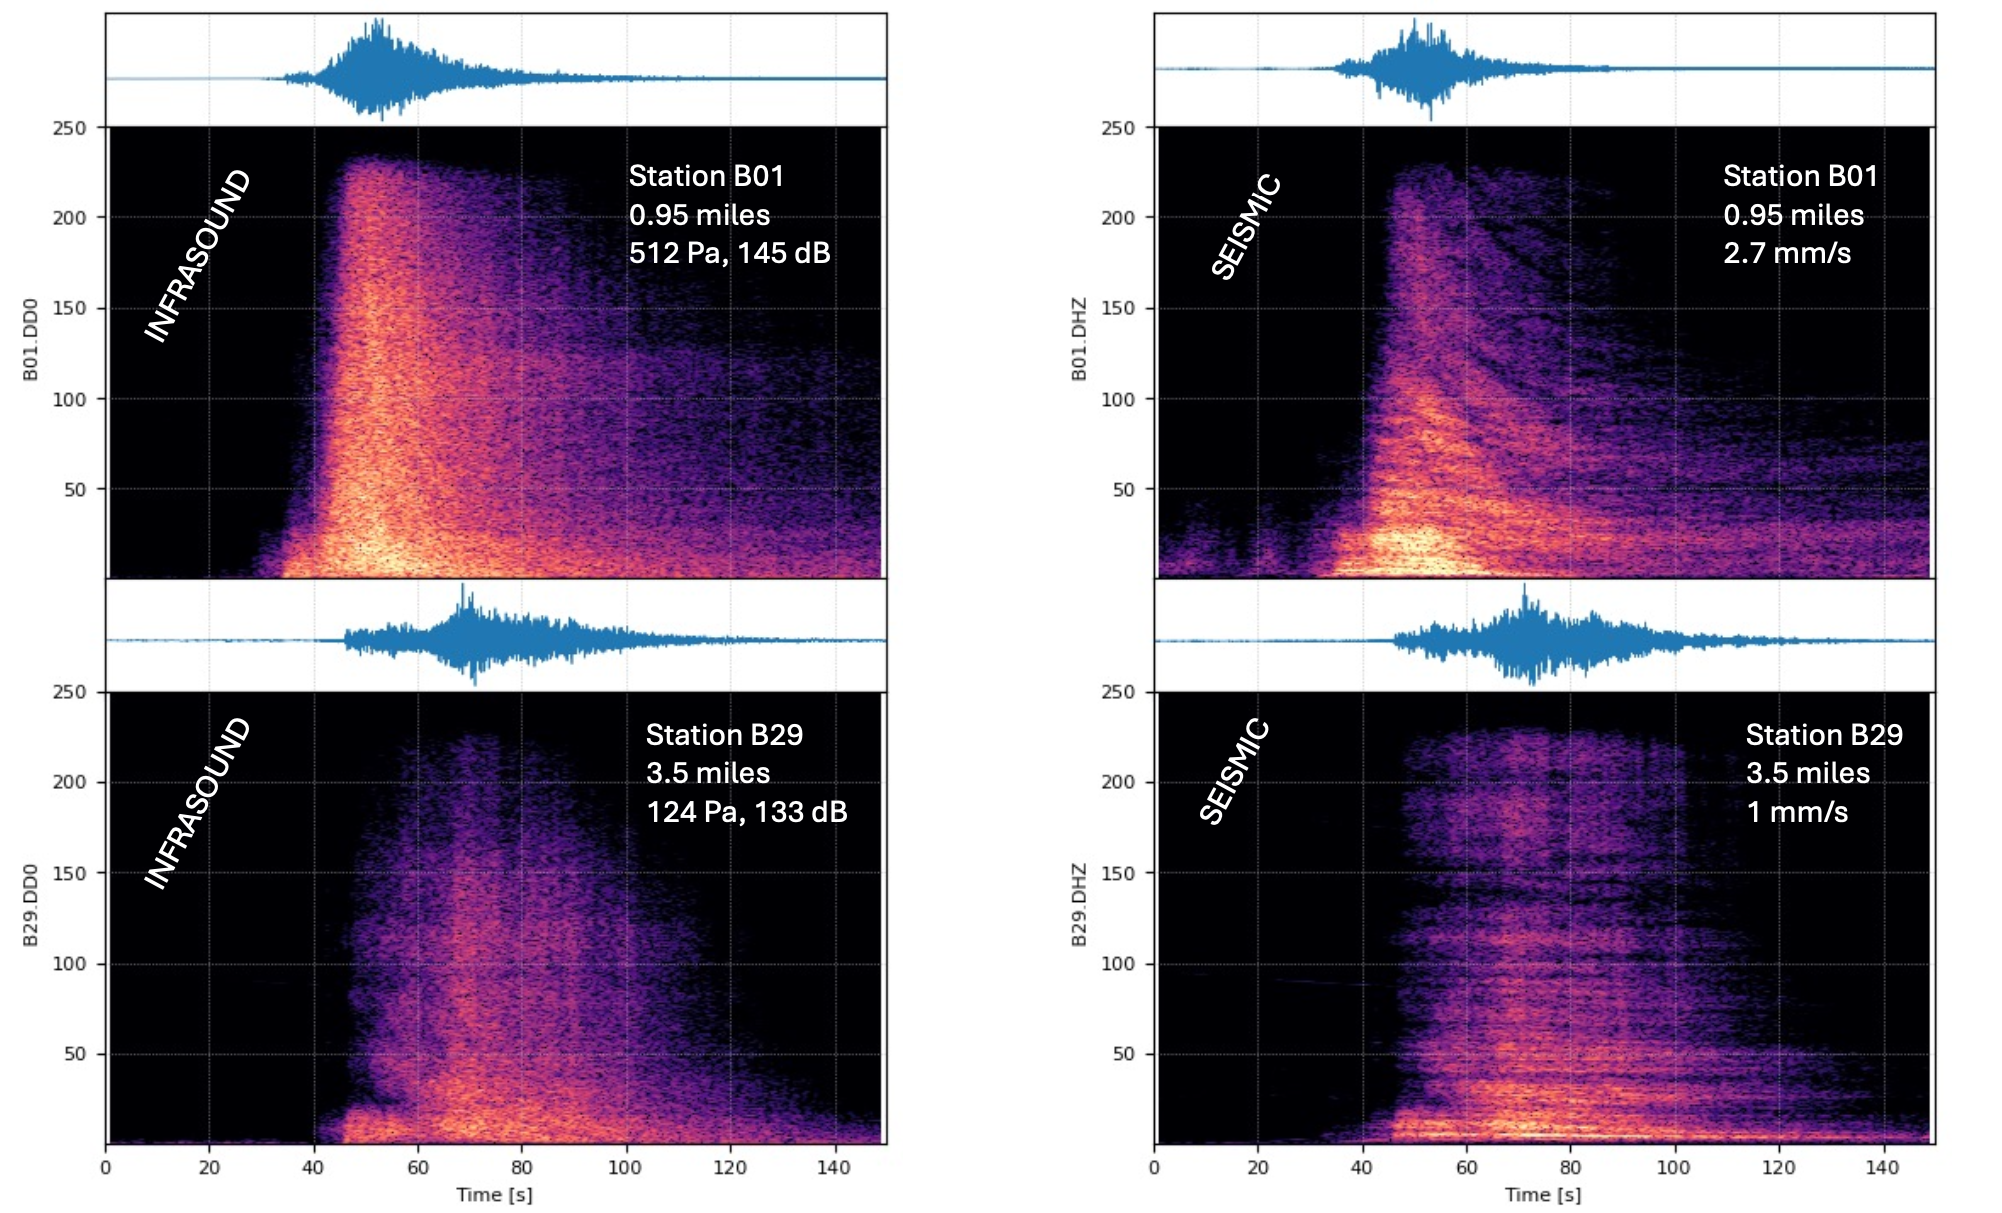 250
200
150
100
50
B01.DD0
INFRASOUND
Station B01
0.95 miles
512 Pa, 145 dB
250
200
150
100
50
B01.DHZ
SEISMIC
Station B01
0.95 miles
2.7 mm/s
250
200
150
100
50
B29.DD0
INFRASOUND
Station B29
3.5 miles
124 Pa, 133 dB
0 20 40 60 80 100 120 140
Time [s]
250
200
150
100
50
B29.DHZ
SEISMIC
Station B29
3.5 miles
1 mm/s
0 20 40 60 80 100 120 140
Time [s]